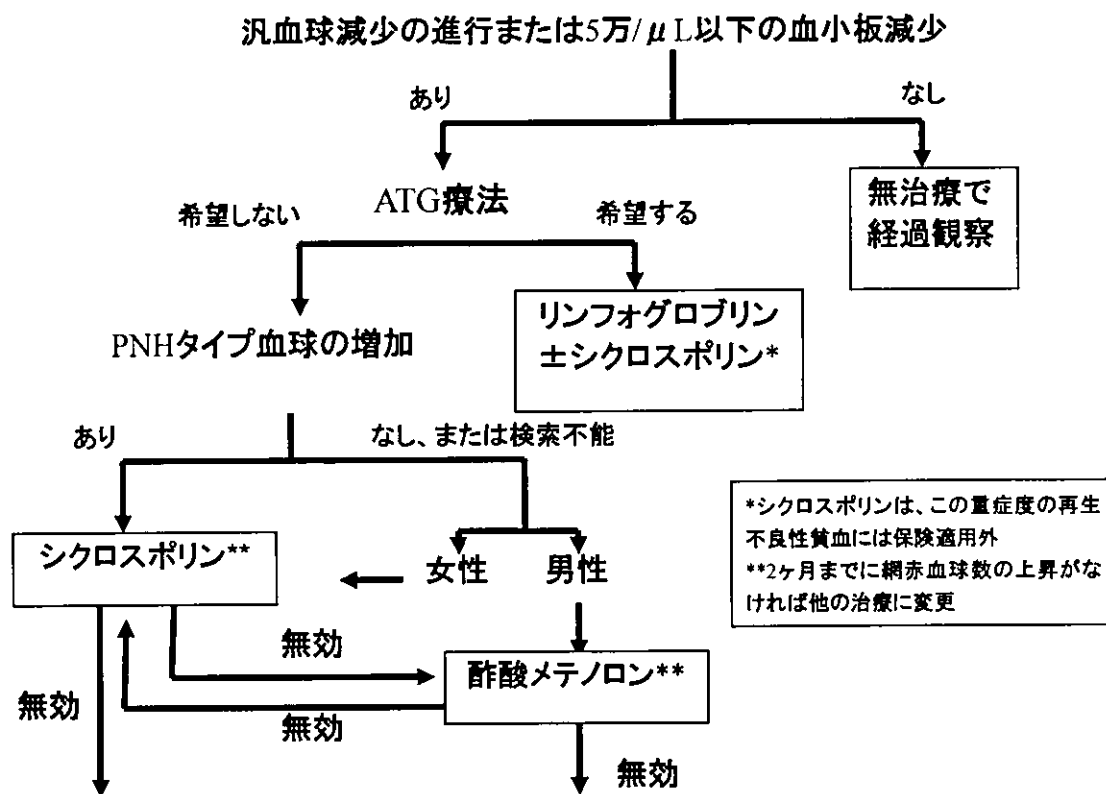 汎血球減少の進行または5万/μL以下の血小板減少
あり
なし
ATG療法
無治療で
経過観察
希望しない
希望する
リンフォグロブリン
±シクロスポリン*
PNHタイプ血球の増加
あり
なし、または検索不能
*シクロスポリンは、この重症度の再生
不良性貧血には保険適用外
**2ヶ月までに網赤血球数の上昇がな
ければ他の治療に変更
シクロスポリン**
女性
男性
無効
酢酸メテノロン**
無効
無効
無効